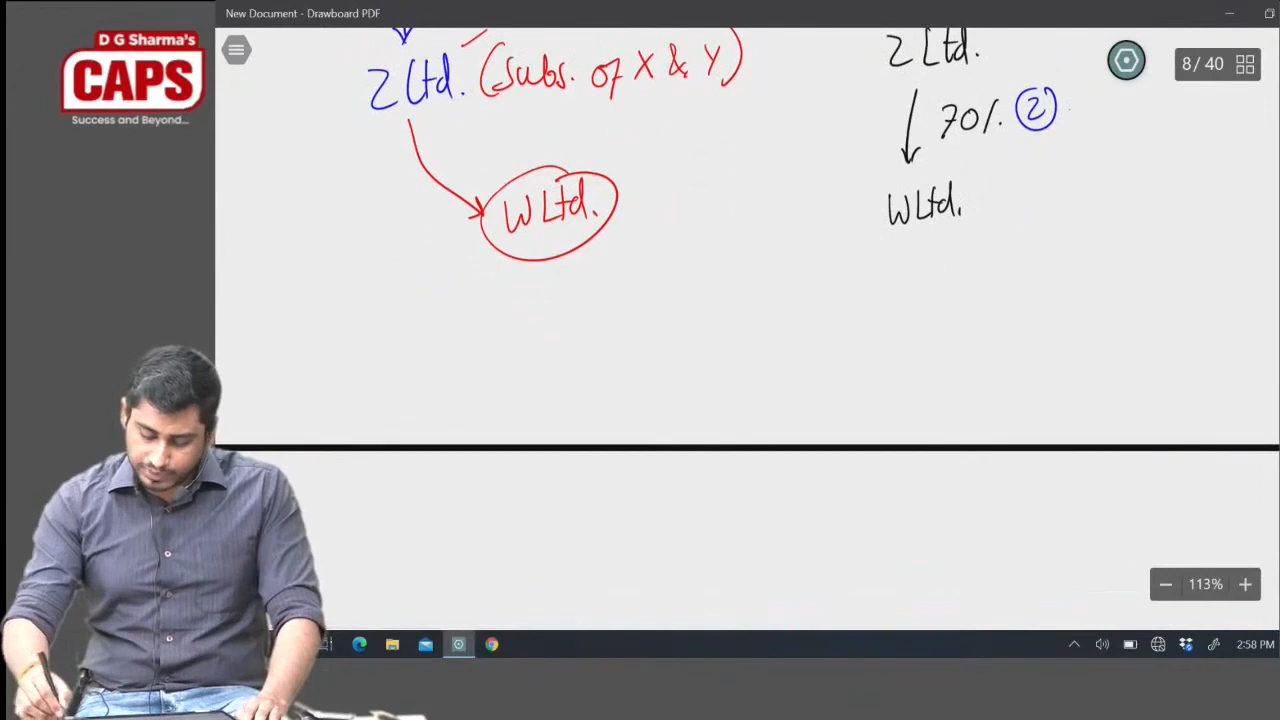 New Document - Drawboard PDF
D G Sharma's
CAPS
Success and Beyond...
8 / 40
Z Ltd. (Subs. of X & Y)
W Ltd.
Z Ltd.
70%. 2
W Ltd.
113%
2:58 PM